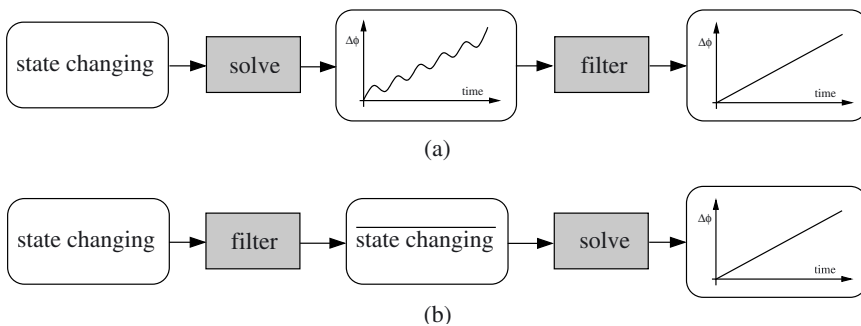 state changing
solve
Δϕ
time
filter
Δϕ
time
(a)
state changing
filter
state changing
solve
Δϕ
time
(b)